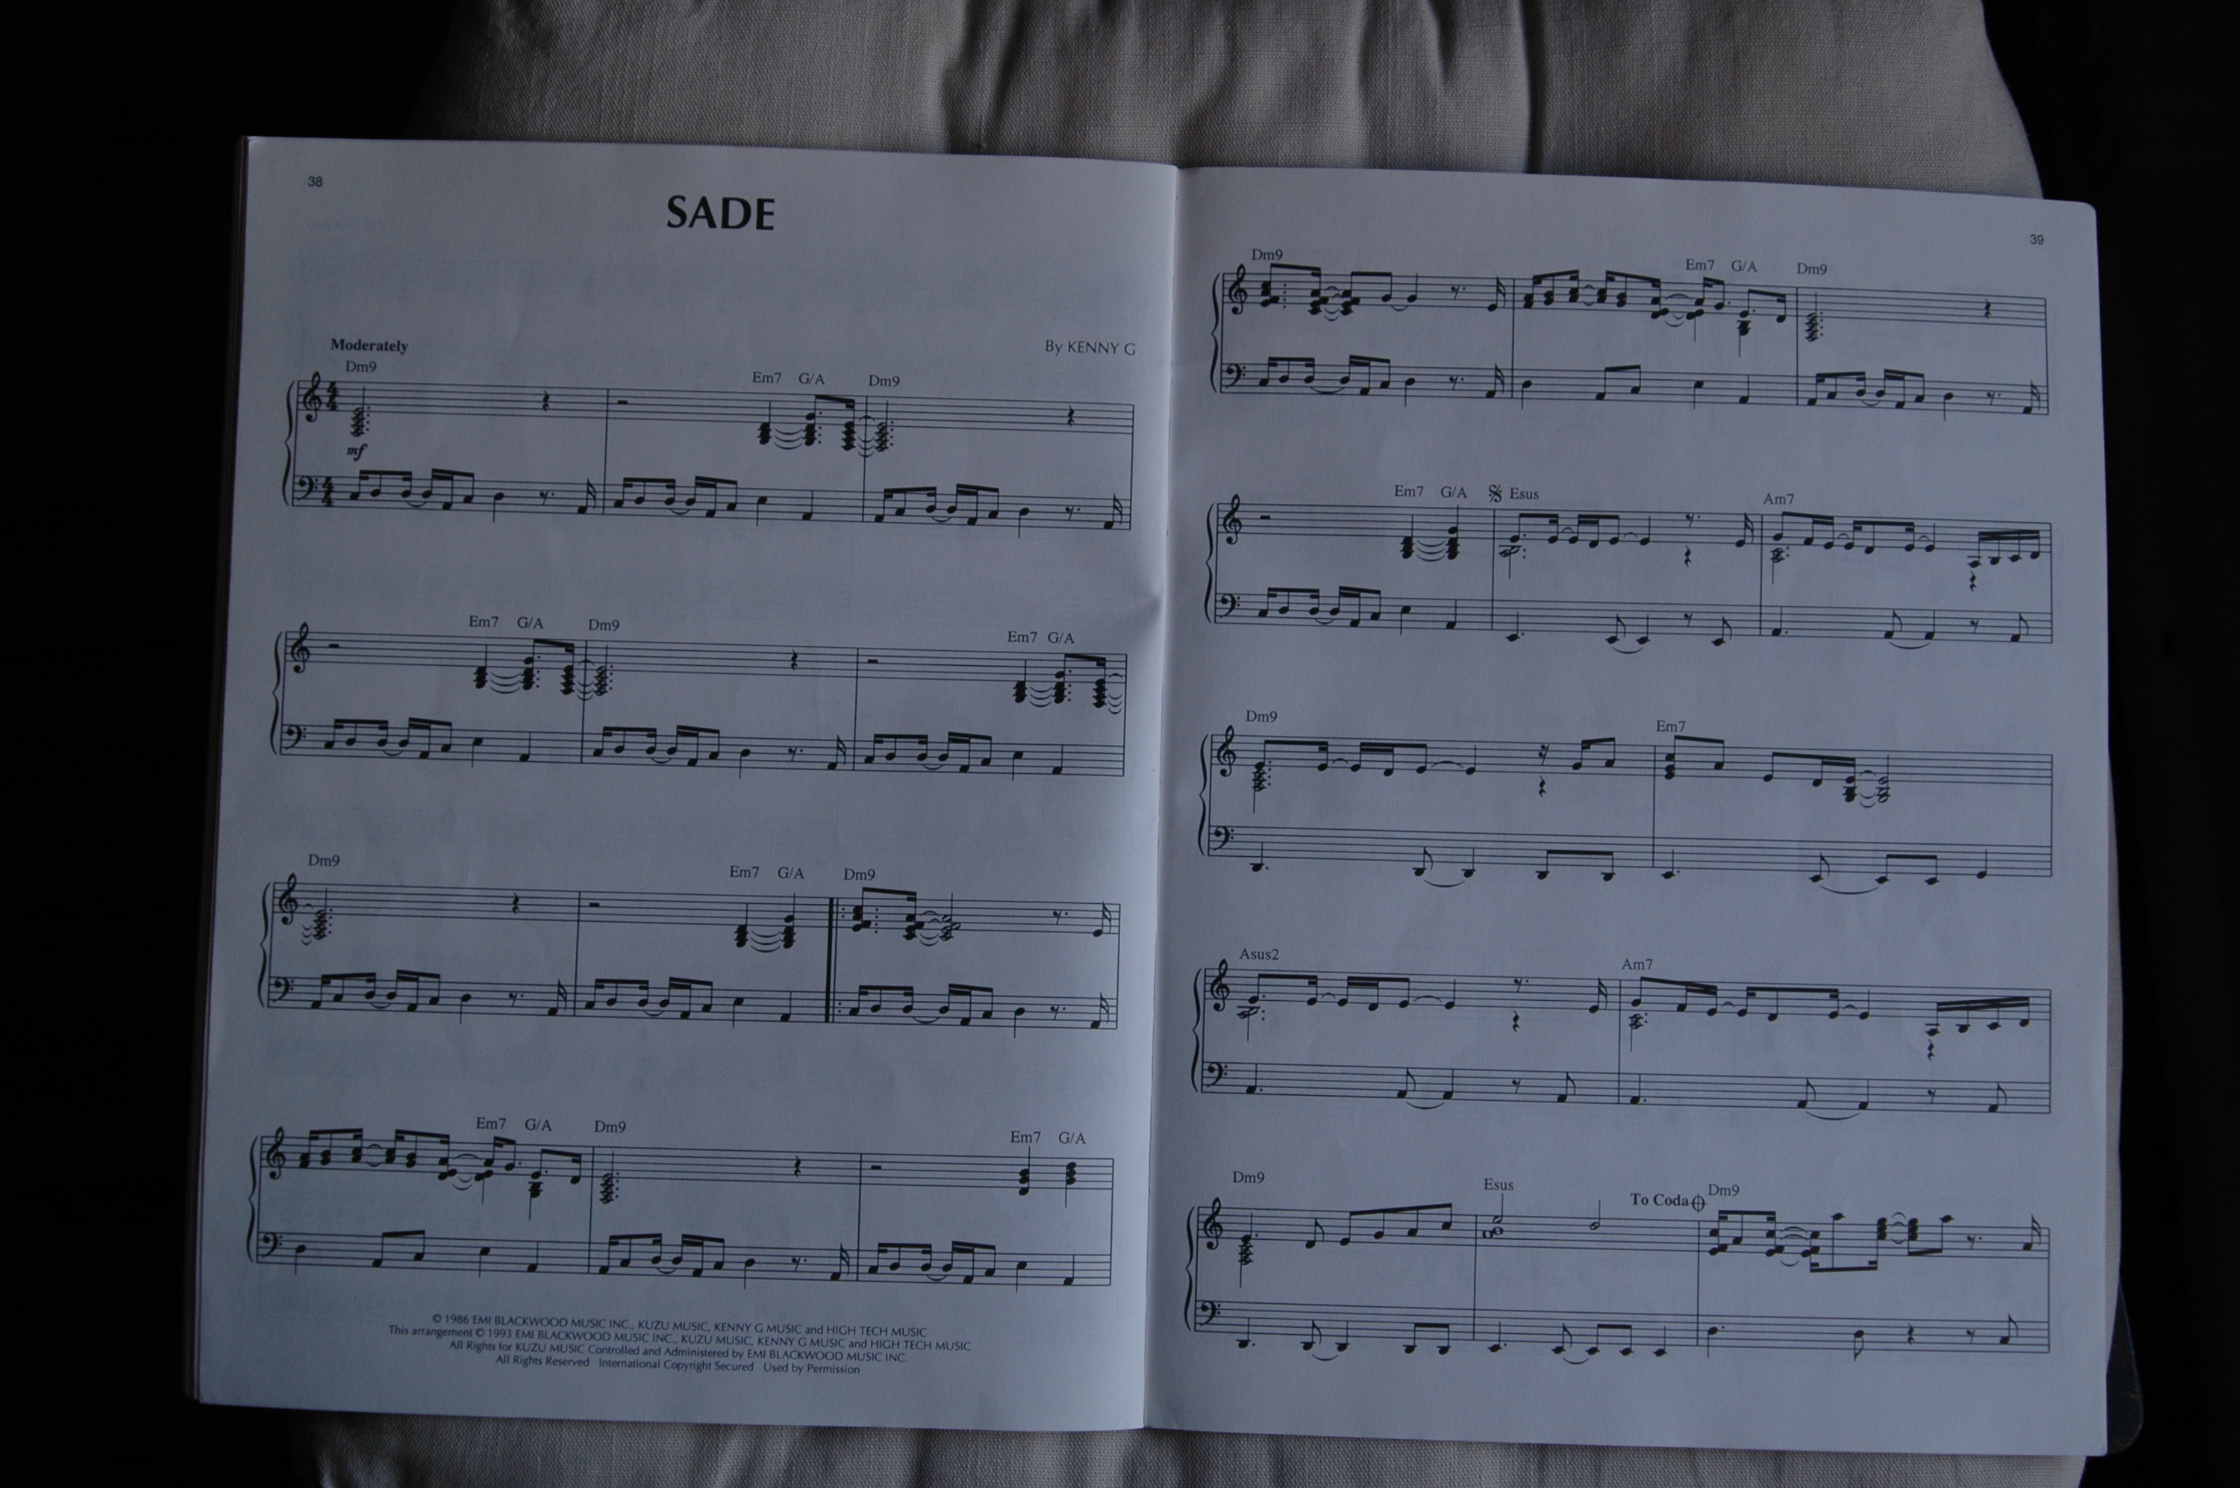 38
SADE
By KENNY G
Moderately
Dm9 Em7 G/A Dm9
mf
Em7 G/A Dm9 Em7 G/A
Dm9 Em7 G/A Dm9
Em7 G/A Dm9 Em7 G/A
© 1986 EMI BLACKWOOD MUSIC INC., KUZU MUSIC, KENNY G MUSIC and HIGH TECH MUSIC
This arrangement © 1993 EMI BLACKWOOD MUSIC INC., KUZU MUSIC, KENNY G MUSIC and HIGH TECH MUSIC
All Rights for KUZU MUSIC Controlled and Administered by EMI BLACKWOOD MUSIC INC.
All Rights Reserved International Copyright Secured Used by Permission
39
Dm9 Em7 G/A Dm9
Em7 G/A Esus Am7
Dm9 Em7
Asus2 Am7
Dm9 Esus To Coda Dm9